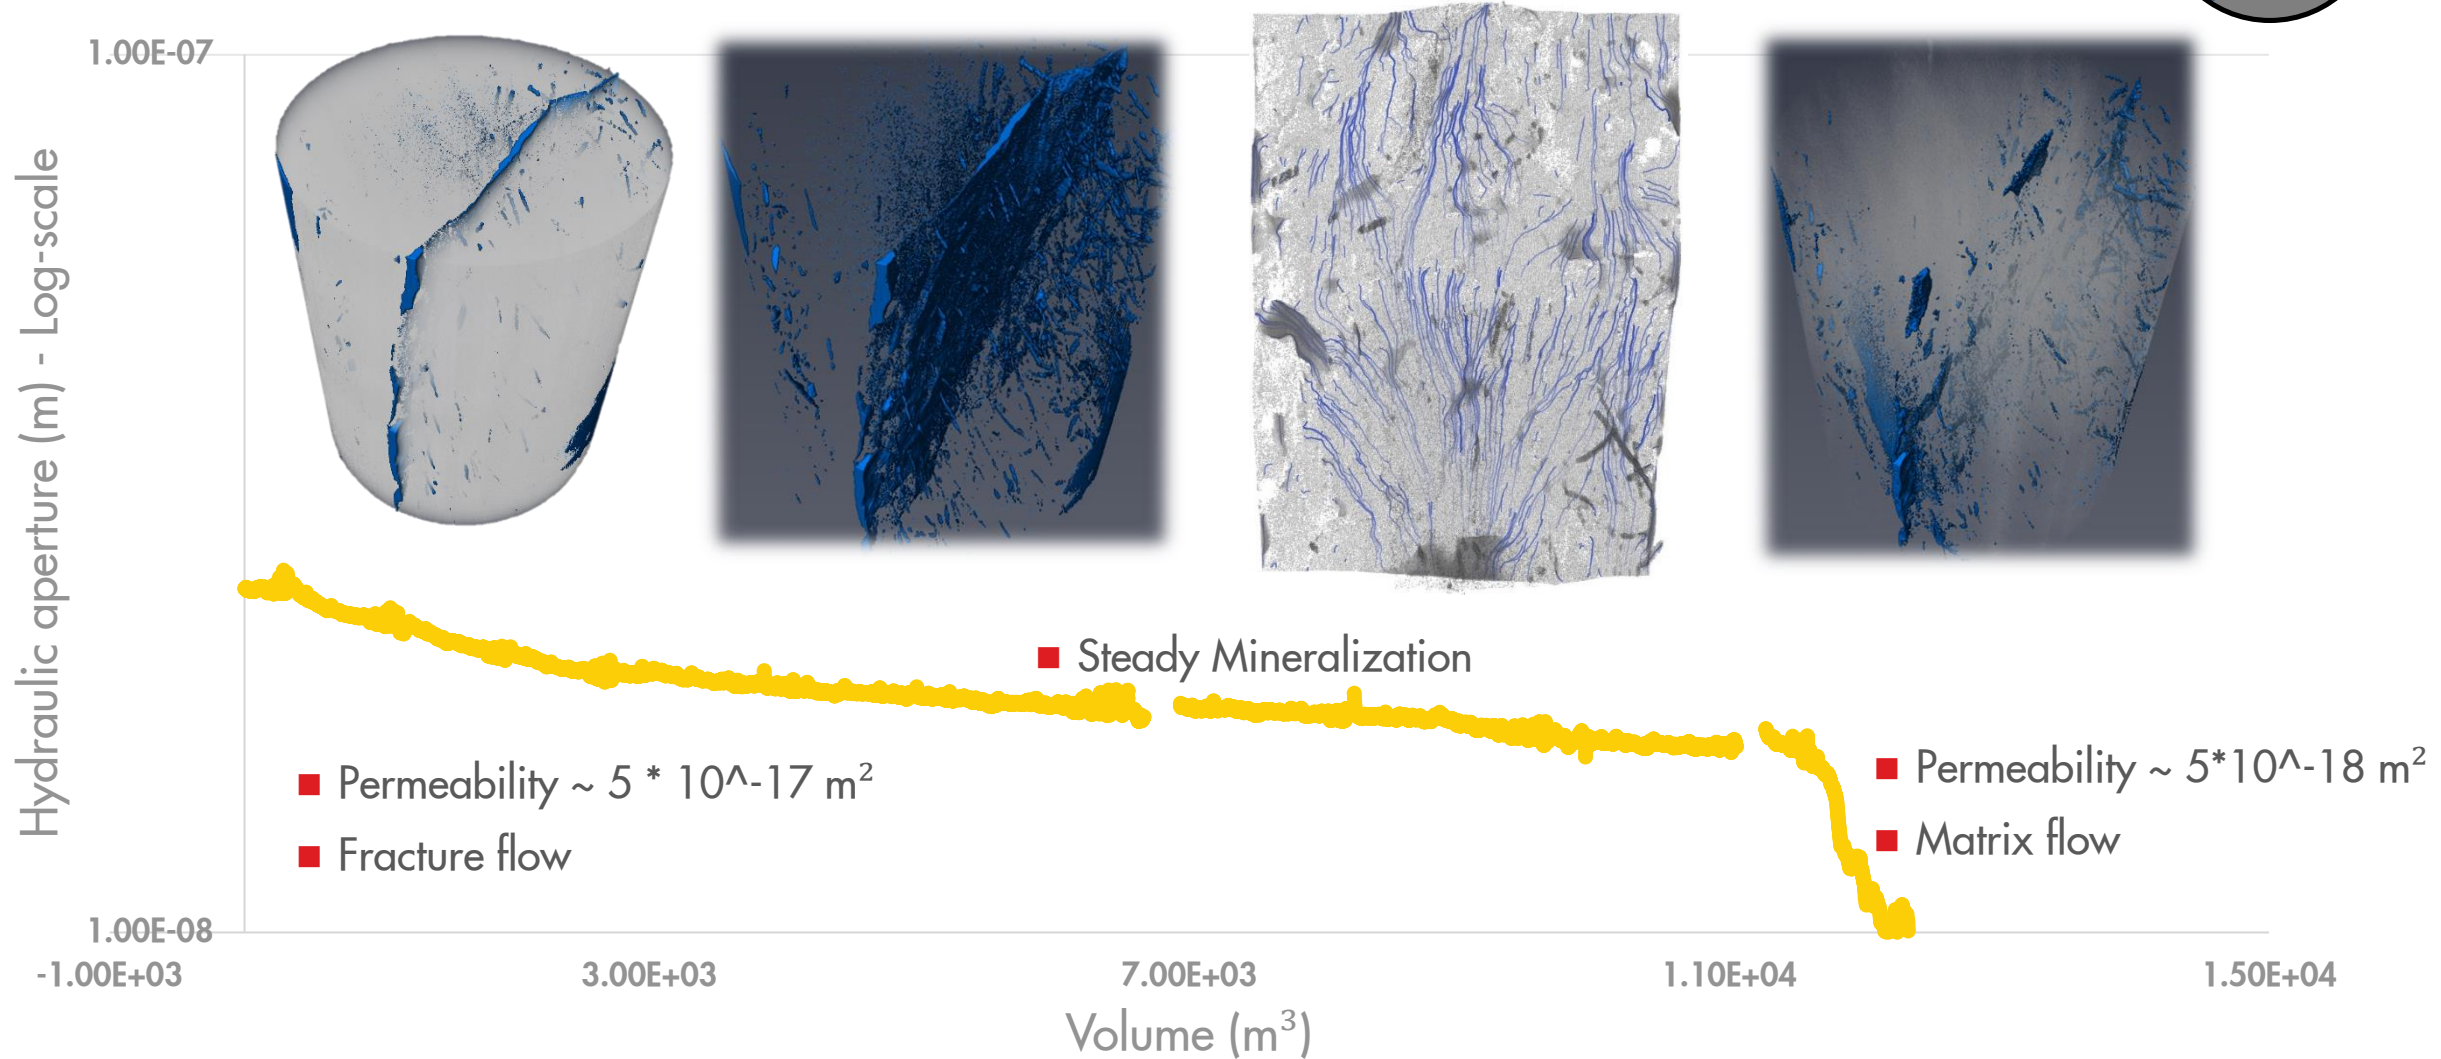 1.00E-07
Hydraulic aperture (m) - Log-scale
Steady Mineralization
Permeability ~ 5 * 10^-17 m²
Fracture flow
Permeability ~ 5*10^-18 m²
Matrix flow
1.00E-08
-1.00E+03 3.00E+03 7.00E+03 1.10E+04 1.50E+04
Volume (m³)